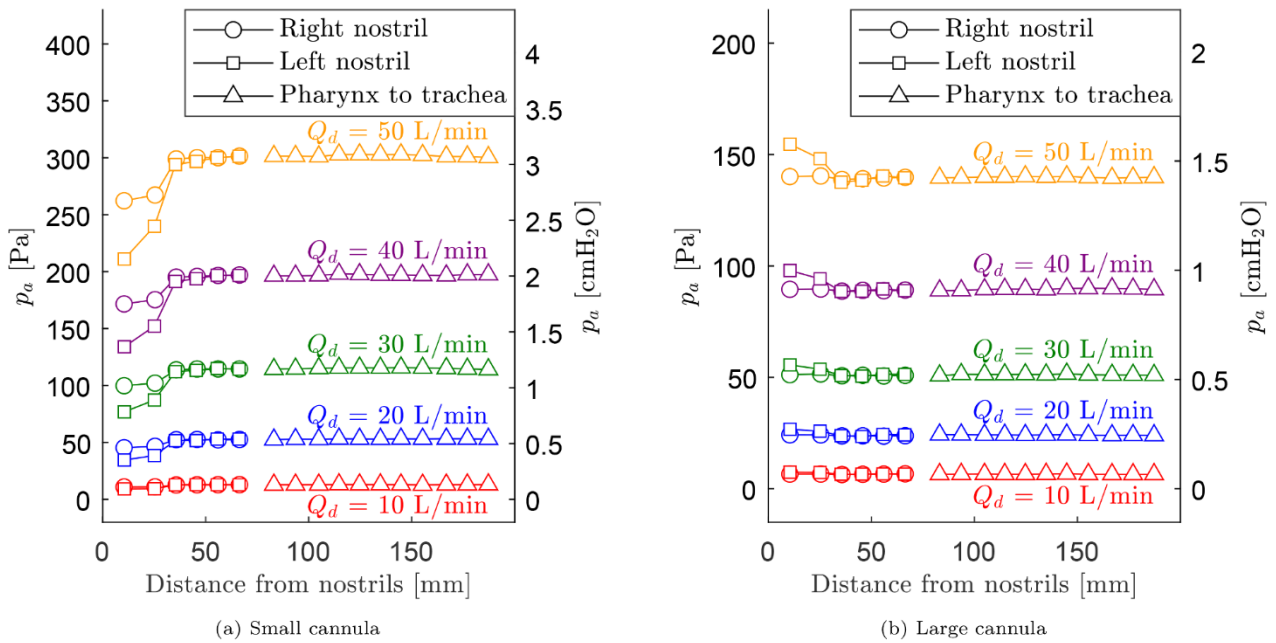 400
350
300
250
200
150
100
50
0
p_a [Pa]
Right nostril
Left nostril
Pharynx to trachea
Q_d = 50 L/min
Q_d = 40 L/min
Q_d = 30 L/min
Q_d = 20 L/min
Q_d = 10 L/min
4
3.5
3
2.5
2
1.5
1
0.5
0
p_a [cmH₂O]
0 50 100 150
Distance from nostrils [mm]
(a) Small cannula
200
150
100
50
0
p_a [Pa]
Right nostril
Left nostril
Pharynx to trachea
Q_d = 50 L/min
Q_d = 40 L/min
Q_d = 30 L/min
Q_d = 20 L/min
Q_d = 10 L/min
2
1.5
1
0.5
0
p_a [cmH₂O]
0 50 100 150
Distance from nostrils [mm]
(b) Large cannula